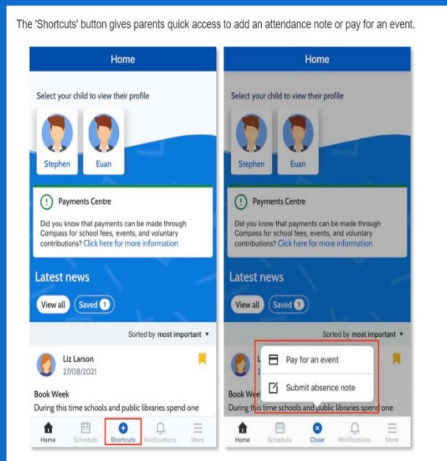 The 'Shortcuts' button gives parents quick access to add an attendance note or pay for an event.
Home
Select your child to view their profile
Stephen
Euan
Payments Centre
Did you know that payments can be made through
Compass for school fees, events, and voluntary
contributions? Click here for more information
Latest news
View all
Saved 1
Sorted by most important
Liz Larson
27/08/2021
Book Week
During this time schools and public libraries spend one
Home
Schedule
Shortcuts
Notifications
More
Home
Select your child to view their profile
Stephen
Euan
Payments Centre
Did you know that payments can be made through
Compass for school fees, events, and voluntary
contributions? Click here for more information
Latest news
View all
Saved 1
Sorted by most important
L
2
Pay for an event
Submit absence note
Book Wee
During this time schools and public libraries spend one
Home
Schedule
Close
Notifications
More